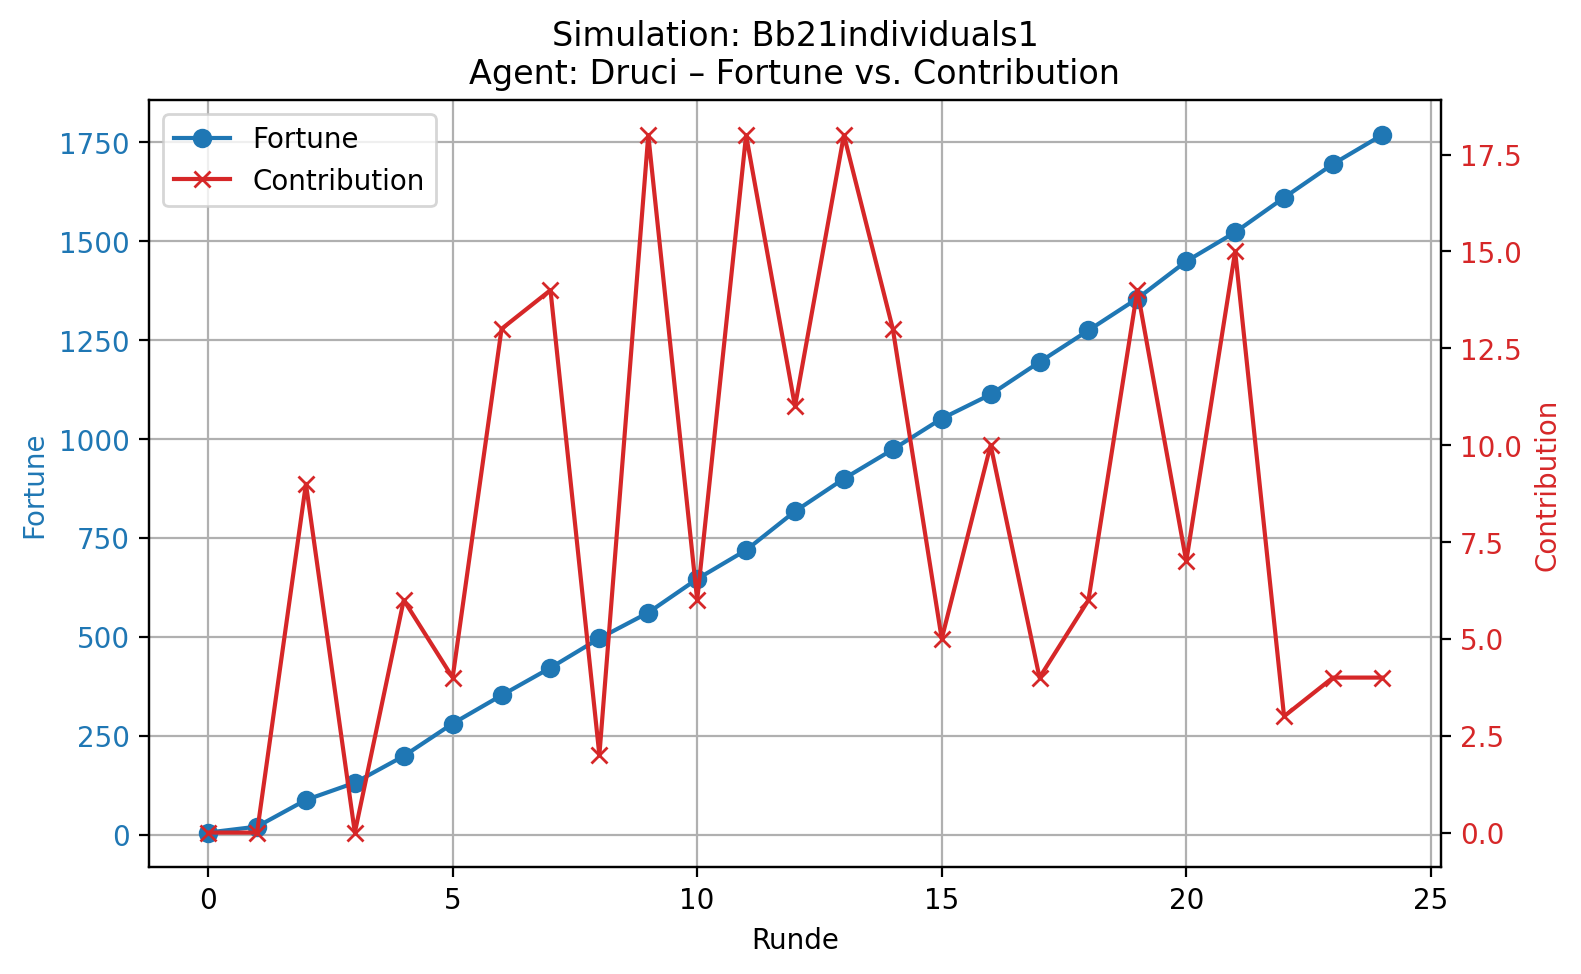 Simulation: Bb21individuals1
Agent: Druci – Fortune vs. Contribution
Fortune
Contribution
1750
1500
1250
1000
750
500
250
0
Fortune
17.5
15.0
12.5
10.0
7.5
5.0
2.5
0.0
Contribution
0 5 10 15 20 25
Runde